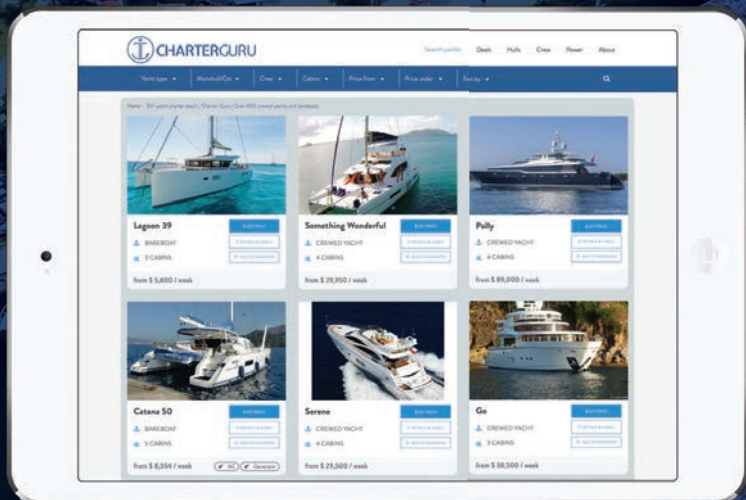 CHARTERGURU
Search yachts Deals Hulls Crew Power About
Yacht type Monohull/Cat Crew Cabins Price from Price under Sort by
Lagoon 39
BAREBOAT
3 CABINS
from $ 5,600 / week
Something Wonderful
CREWED YACHT
4 CABINS
from $ 29,950 / week
Polly
CREWED YACHT
4 CABINS
from $ 89,000 / week
Catana 50
BAREBOAT
5 CABINS
from $ 8,554 / week AC Generator
Serene
CREWED YACHT
4 CABINS
from $ 29,500 / week
Go
CREWED YACHT
3 CABINS
from $ 38,500 / week